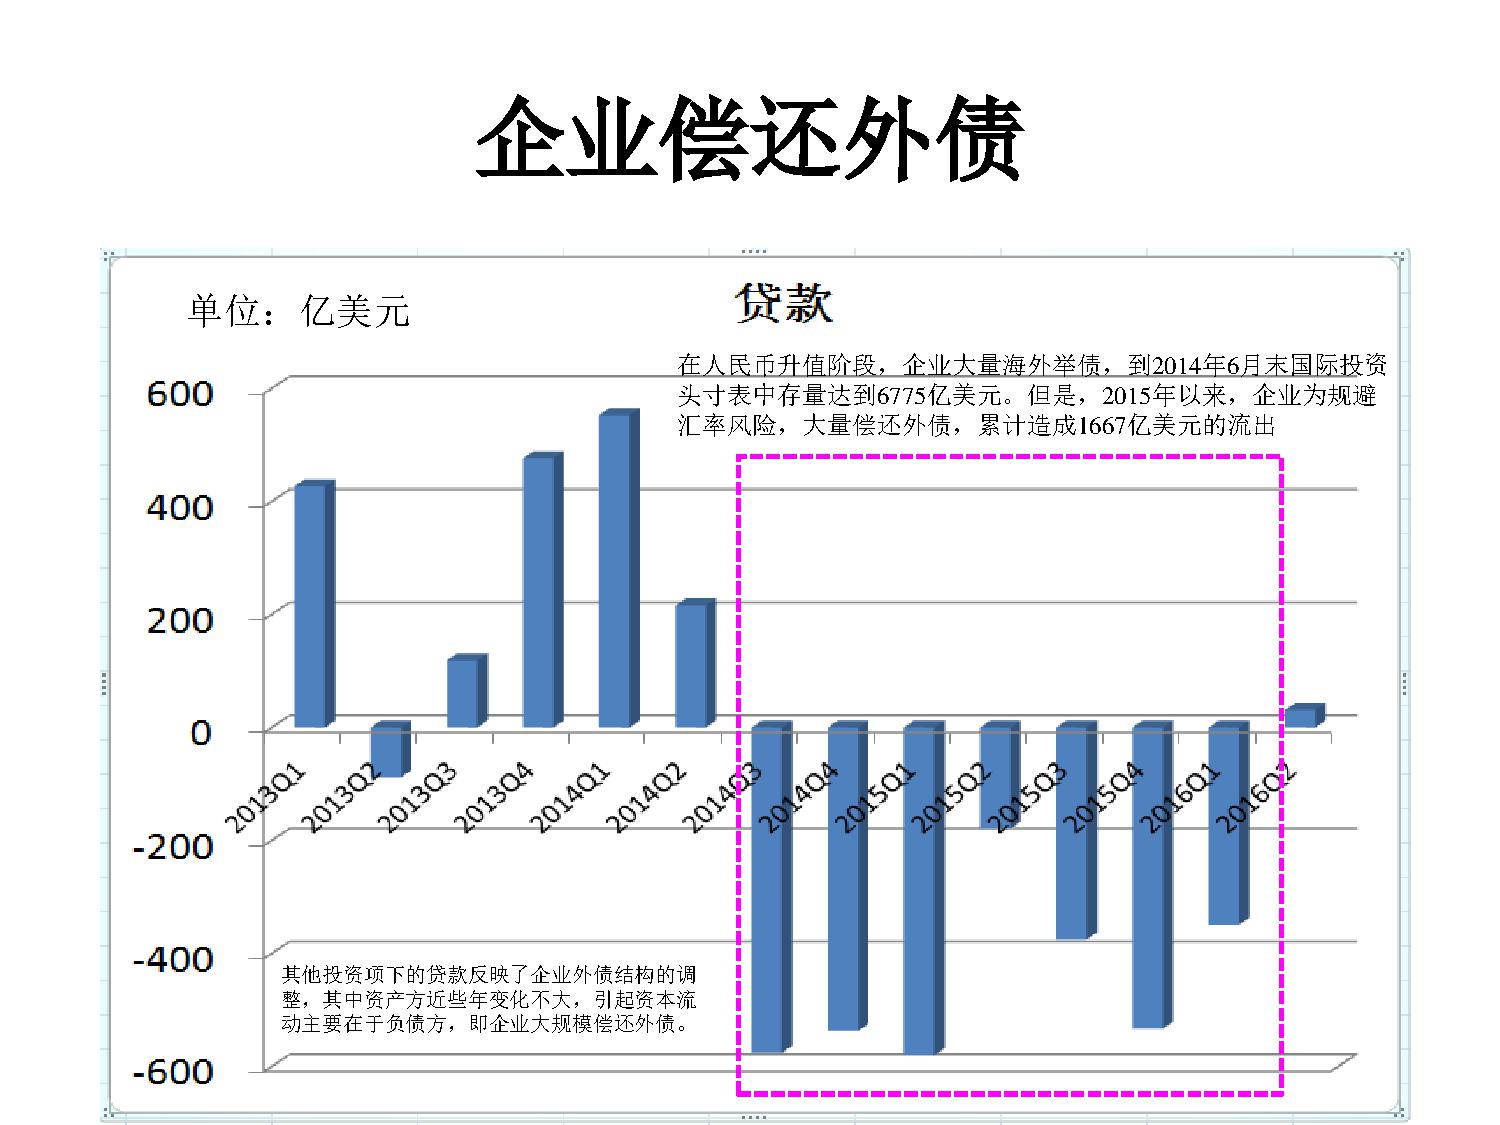 企业偿还外债
单位：亿美元
贷款
在人民币升值阶段，企业大量海外举债，到2014年6月末国际投资
头寸表中存量达到6775亿美元。但是，2015年以来，企业为规避
汇率风险，大量偿还外债，累计造成1667亿美元的流出
600
400
200
0
-200
-400
-600
2013Q1
2013Q2
2013Q3
2013Q4
2014Q1
2014Q2
2014Q3
2014Q4
2015Q1
2015Q2
2015Q3
2015Q4
2016Q1
2016Q2
其他投资项下的贷款反映了企业外债结构的调
整，其中资产方近些年变化不大，引起资本流
动主要在于负债方，即企业大规模偿还外债。